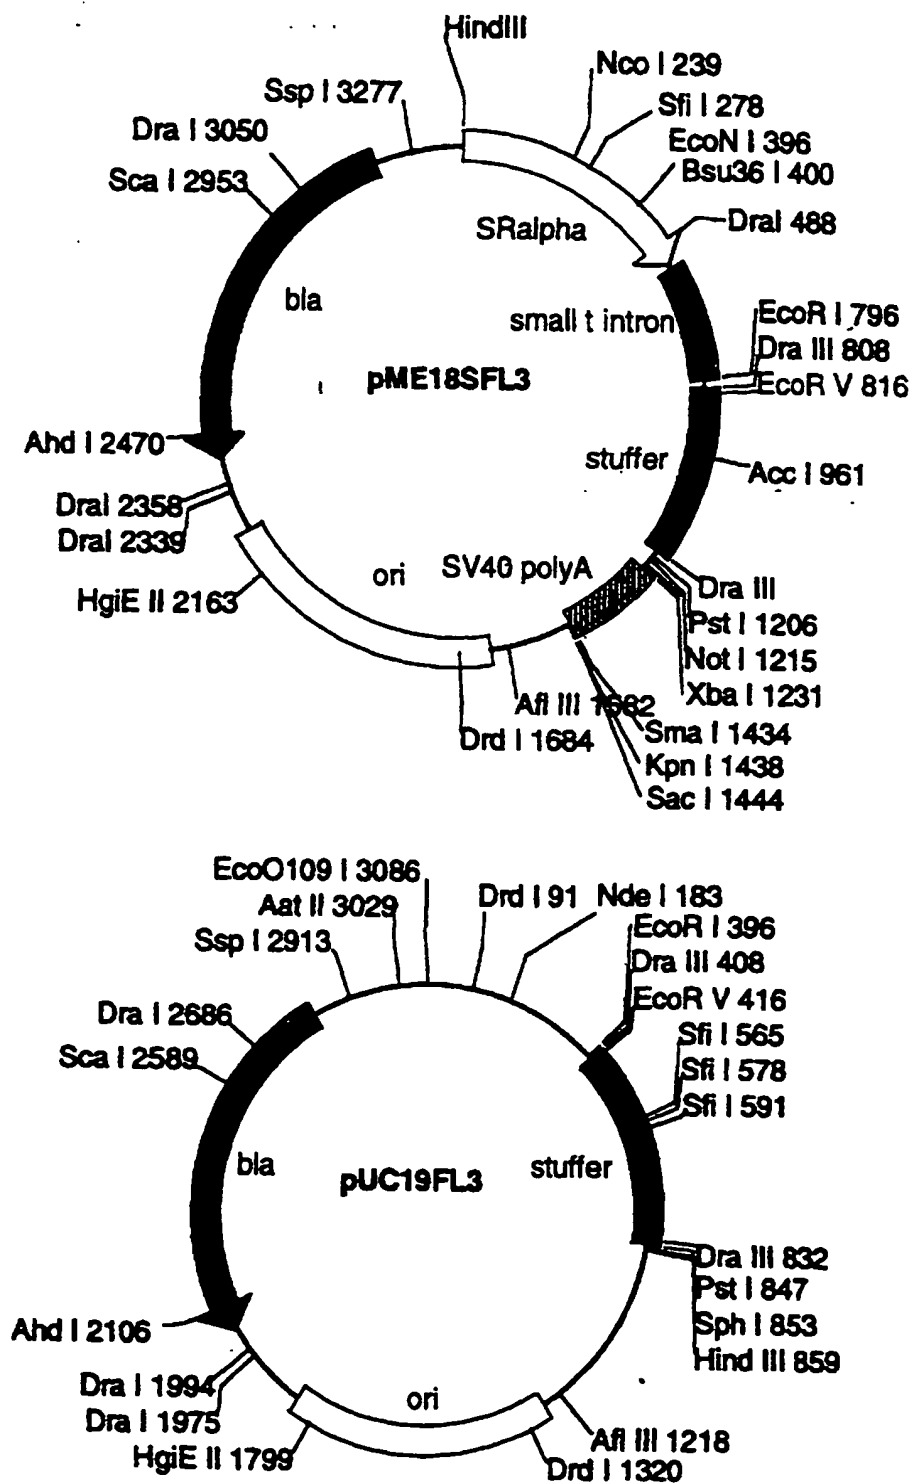 HindIII
Nco I 239
Ssp I 3277
Sfi I 278
Dra I 3050
EcoN I 396
Sca I 2953
Bsu36 I 400
SRalpha
DraI 488
bla
small t intron
EcoR I 796
Dra III 808
pME18SFL3
EcoR V 816
Ahd I 2470
stuffer
Acc I 961
DraI 2358
DraI 2339
ori
SV40 polyA
HgiE II 2163
Dra III
Pst I 1206
Not I 1215
Xba I 1231
Afl III
Sma I 1434
Drd I 1684
Kpn I 1438
Sac I 1444
EcoO109 I 3086
Aat II 3029
Drd I 91
Nde I 183
Ssp I 2913
EcoR I 396
Dra III 408
EcoR V 416
Dra I 2686
Sfi I 565
Sca I 2589
Sfi I 578
Sfi I 591
bla
pUC19FL3
stuffer
Dra III 832
Pst I 847
Ahd I 2106
Sph I 853
Hind III 859
Dra I 1994
Dra I 1975
ori
HgiE II 1799
Afl III 1218
Drd I 1320